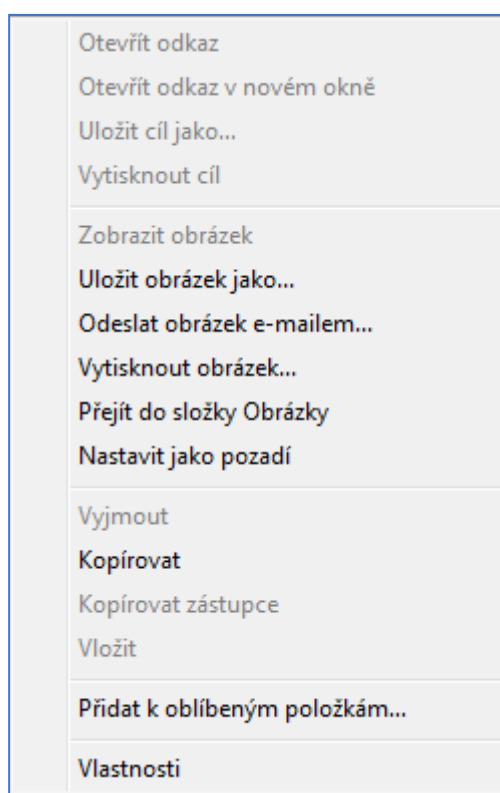 Otevřít odkaz
Otevřít odkaz v novém okně
Uložit cíl jako...
Vytisknout cíl
Zobrazit obrázek
Uložit obrázek jako...
Odeslat obrázek e-mailem...
Vytisknout obrázek...
Přejít do složky Obrázky
Nastavit jako pozadí
Vyjmout
Kopírovat
Kopírovat zástupce
Vložit
Přidat k oblíbeným položkám...
Vlastnosti